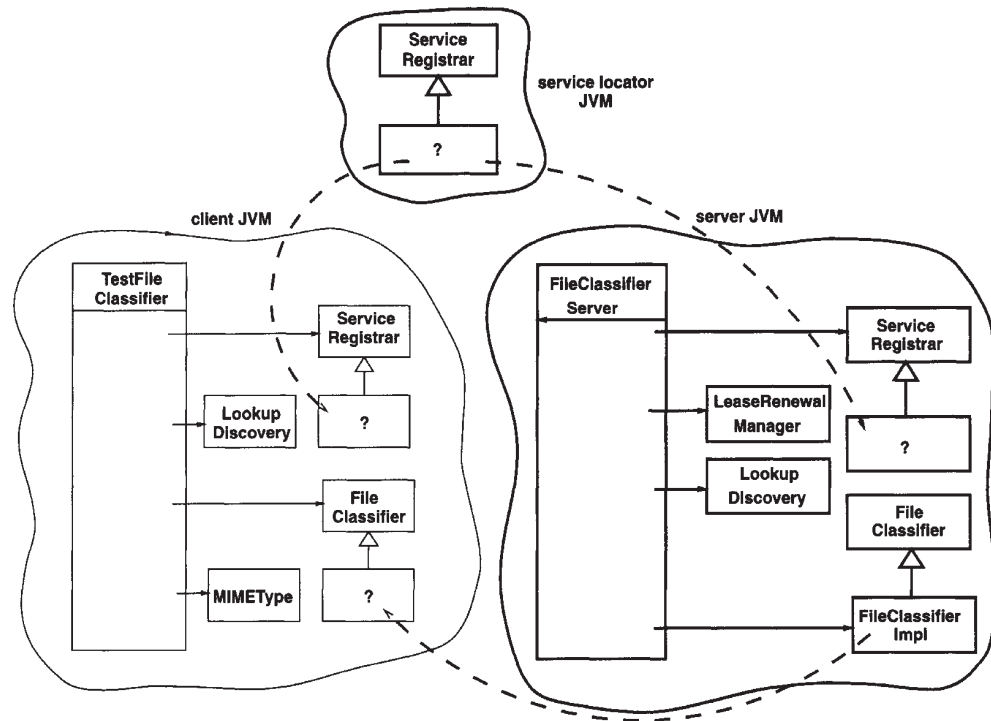 Service
Registrar
service locator
JVM
?
client JVM
server JVM
TestFile
Classifier
Service
Registrar
Lookup
Discovery
?
File
Classifier
MIMEType
?
FileClassifier
Server
Service
Registrar
LeaseRenewal
Manager
?
Lookup
Discovery
File
Classifier
FileClassifier
Impl